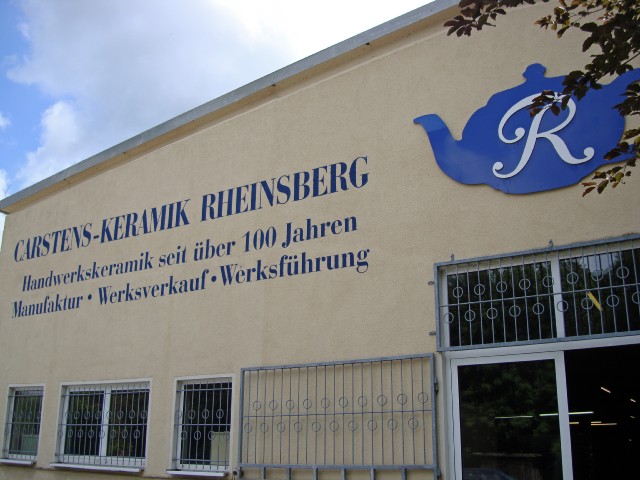 CARSTENS-KERAMIK RHEINSBERG
Handwerkskeramik seit über 100 Jahren
Manufaktur · Werksverkauf · Werksführung
R